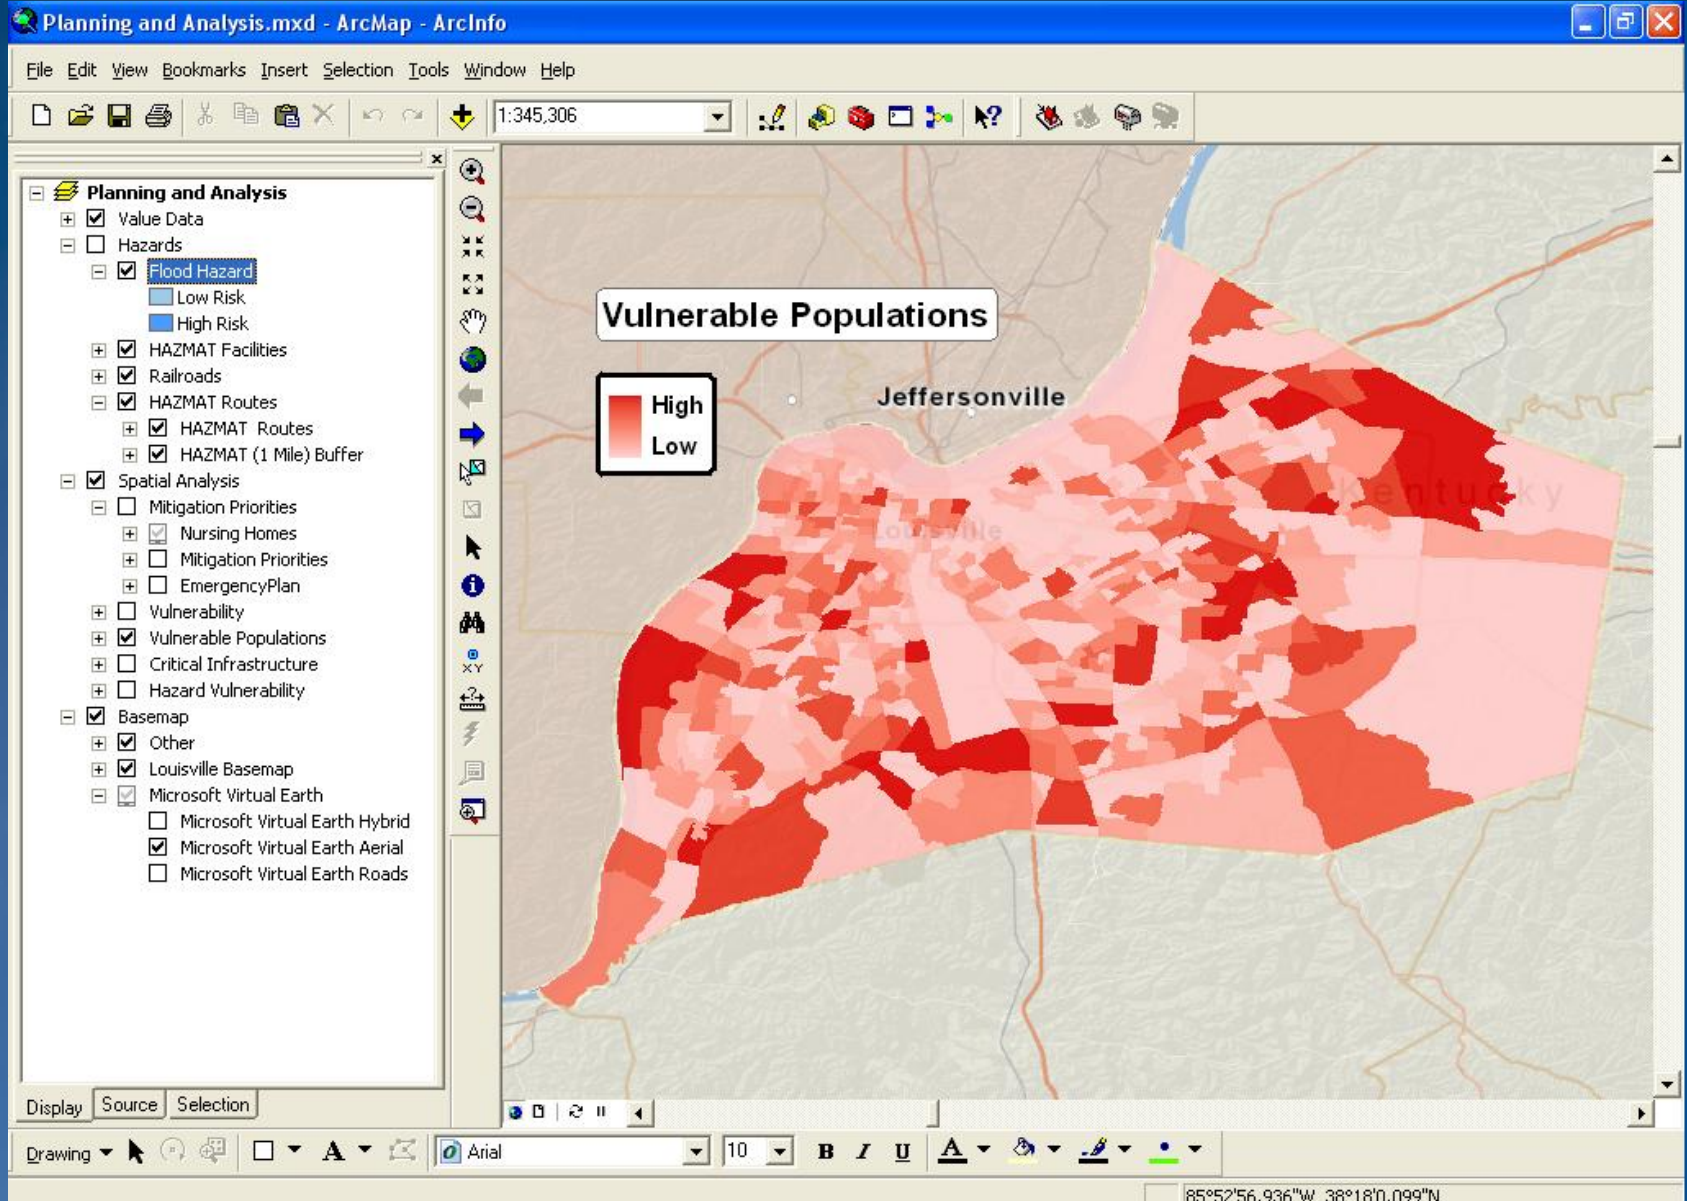 Planning and Analysis.mxd - ArcMap - ArcInfo
File Edit View Bookmarks Insert Selection Tools Window Help
1:345,306
Planning and Analysis
Value Data
Hazards
Flood Hazard
Low Risk
High Risk
HAZMAT Facilities
Railroads
HAZMAT Routes
HAZMAT Routes
HAZMAT (1 Mile) Buffer
Spatial Analysis
Mitigation Priorities
Nursing Homes
Mitigation Priorities
EmergencyPlan
Vulnerability
Vulnerable Populations
Critical Infrastructure
Hazard Vulnerability
Basemap
Other
Louisville Basemap
Microsoft Virtual Earth
Microsoft Virtual Earth Hybrid
Microsoft Virtual Earth Aerial
Microsoft Virtual Earth Roads
Display Source Selection
XY
Vulnerable Populations
High
Low
Jeffersonville
Kentucky
Louisville
Drawing A Arial 10 B I U A
85°52'56.936"W 38°18'0.099"N